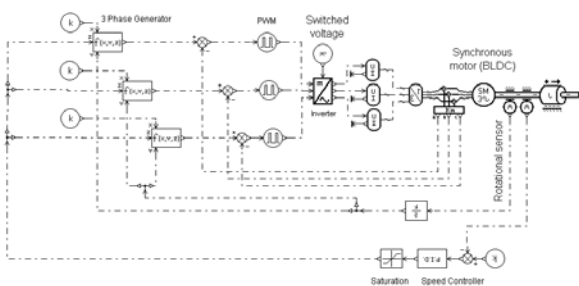 3 Phase Generator
PWM
Switched
voltage
Synchronous
motor (BLDC)
k
f(x,y,z)
k
f(x,y,z)
k
f(x,y,z)
Inverter
SM
3~
Rotational sensor
P.I.D.
k
Saturation
Speed Controller